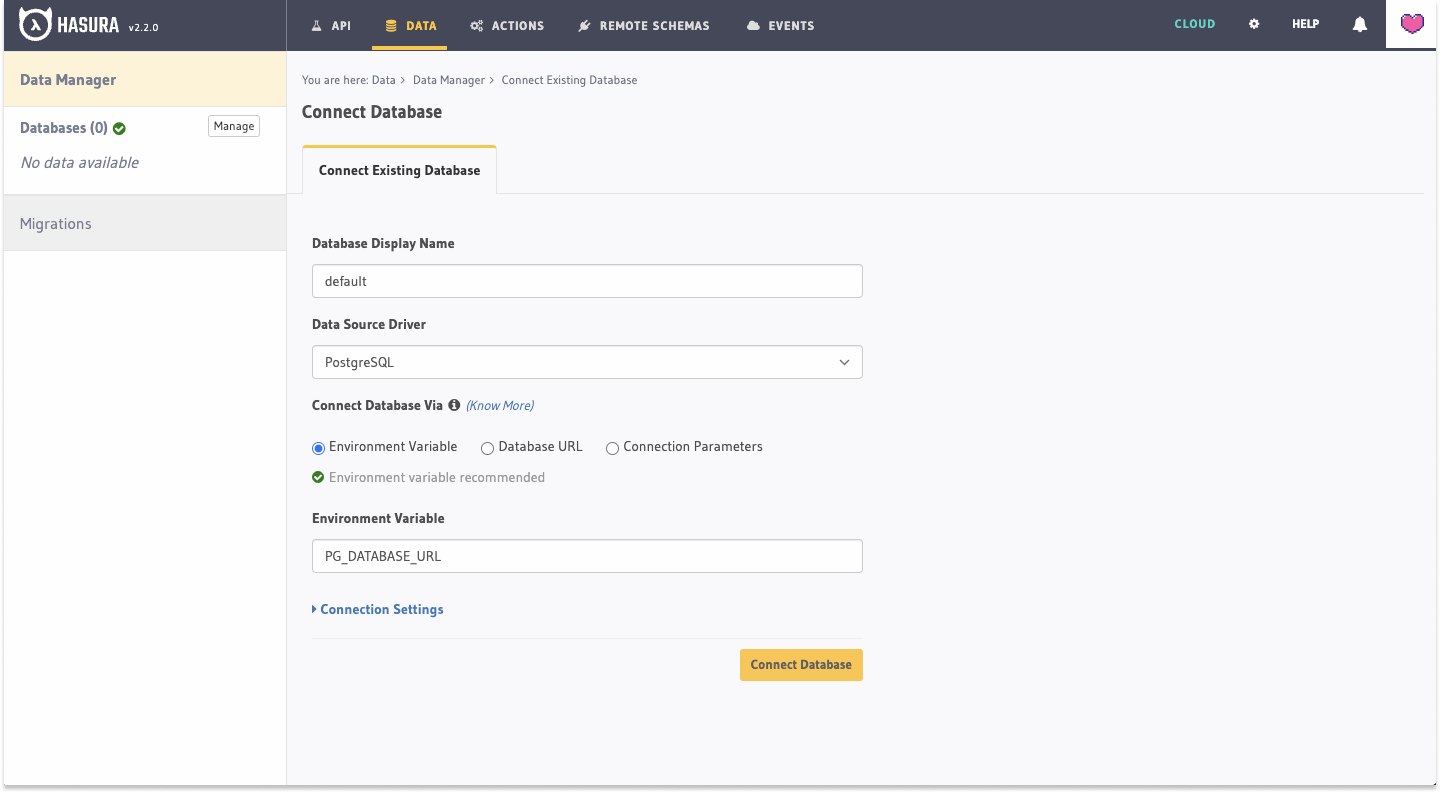 HASURA v2.2.0
API DATA ACTIONS REMOTE SCHEMAS EVENTS CLOUD HELP
Data Manager
Databases (0) Manage
No data available
Migrations
You are here: Data > Data Manager > Connect Existing Database
Connect Database
Connect Existing Database
Database Display Name
default
Data Source Driver
PostgreSQL
Connect Database Via (Know More)
Environment Variable Database URL Connection Parameters
Environment variable recommended
Environment Variable
PG_DATABASE_URL
Connection Settings
Connect Database